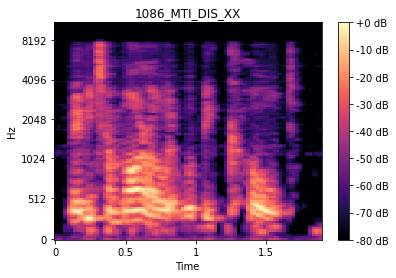 1086_MTI_DIS_XX
+0 dB
8192
-10 dB
4096
-20 dB
-30 dB
2048
Hz
-40 dB
1024
-50 dB
512
-60 dB
-70 dB
0
-80 dB
0 0.5 1 1.5
Time